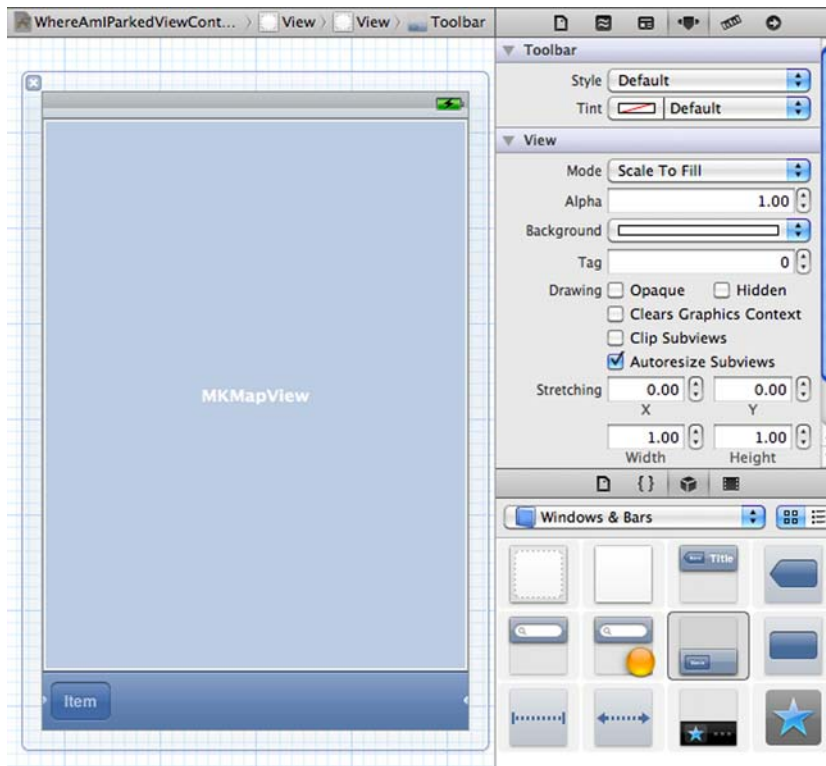 WhereAmIParkedViewCont... View View Toolbar
Toolbar
Style Default
Tint Default
View
Mode Scale To Fill
Alpha 1.00
Background
Tag 0
Drawing Opaque Hidden
Clears Graphics Context
Clip Subviews
Autoresize Subviews
Stretching 0.00 0.00
X Y
1.00 1.00
Width Height
MKMapView
Item
{}
Windows & Bars
Title